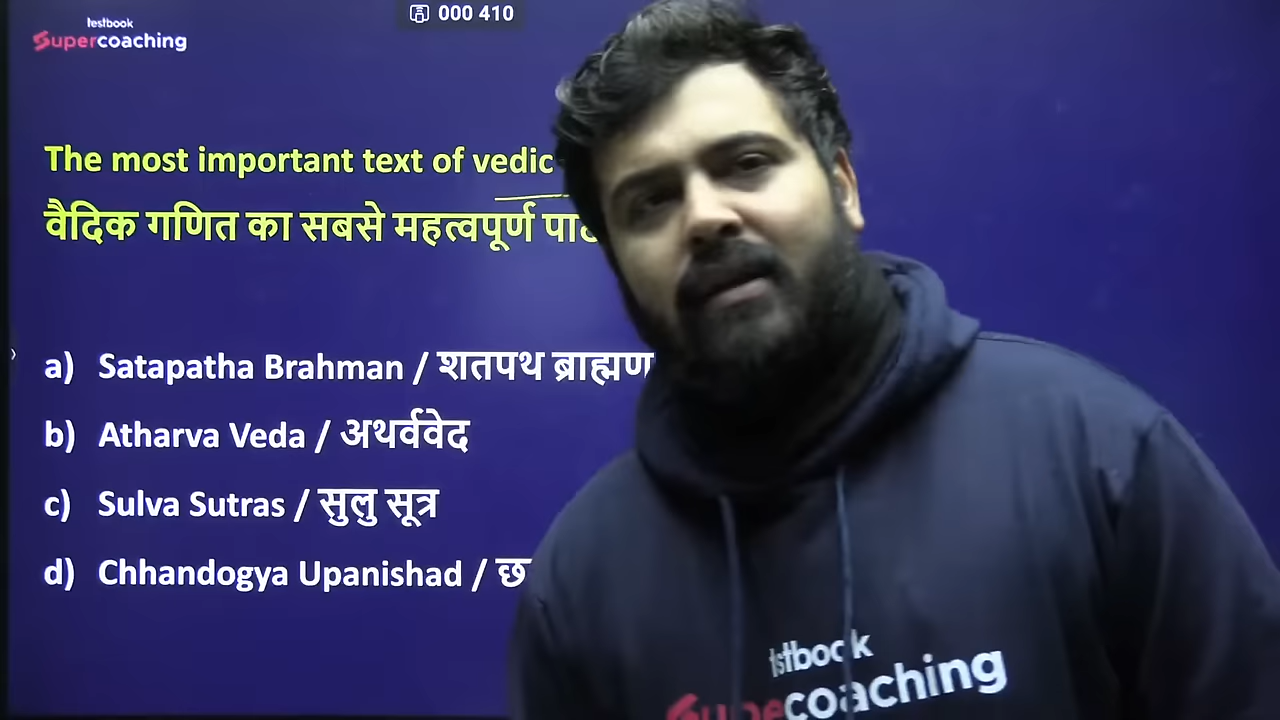 testbook
Supercoaching
000 410
The most important text of vedic
वैदिक गणित का सबसे महत्वपूर्ण
a) Satapatha Brahman / शतपथ ब्राह्मण
b) Atharva Veda / अथर्ववेद
c) Sulva Sutras / सुलु सूत्र
d) Chhandogya Upanishad /
testbook
Supercoaching